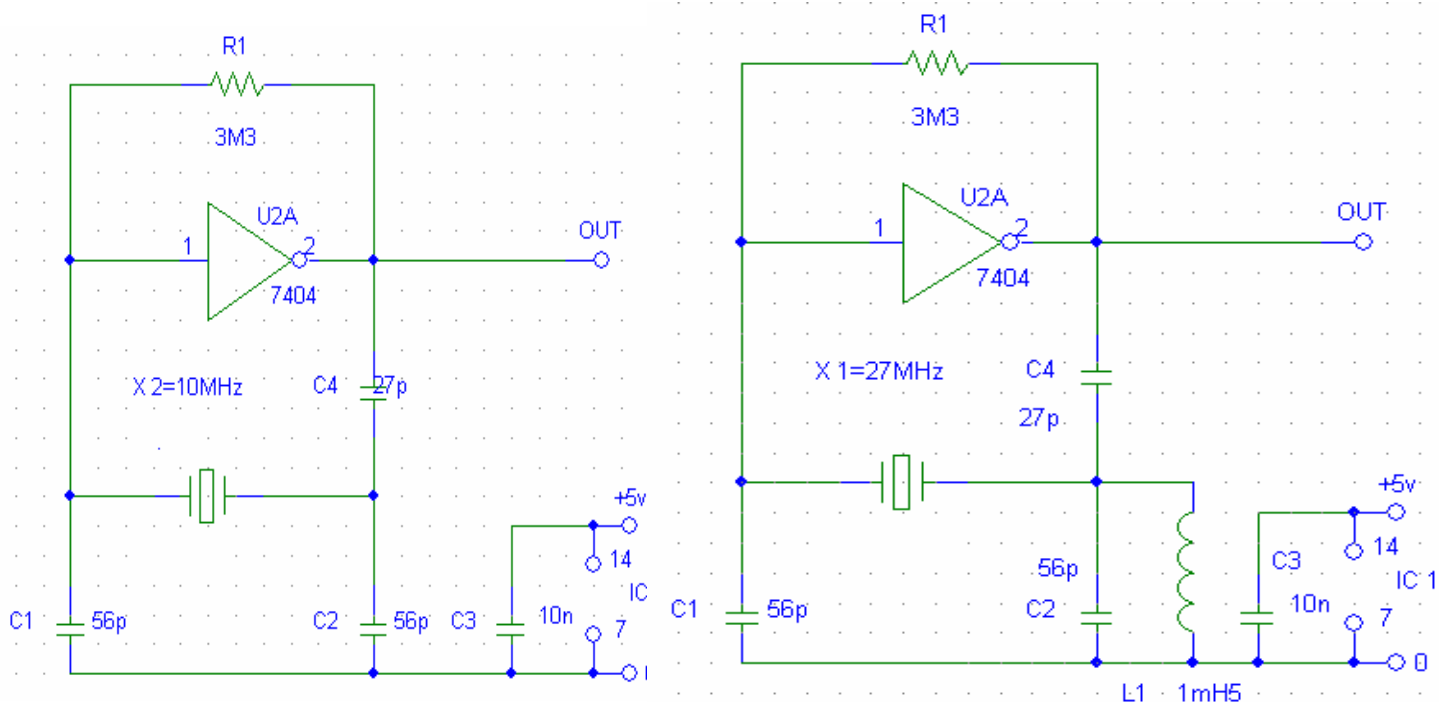 R1
3M3
U2A
1
2
7404
OUT
X 2=10MHz
C4
27p
+5v
14
IC
7
C1
56p
C2
56p
C3
10n
R1
3M3
U2A
1
2
7404
OUT
X 1=27MHz
C4
27p
+5v
14
IC 1
7
0
C1
56p
56p
C2
C3
10n
L1 1mH5